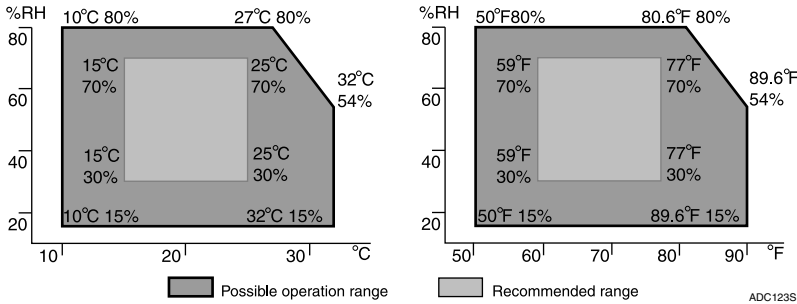 %RH
10°C 80%
27°C 80%
80
15°C
70%
25°C
70%
32°C
54%
60
40
15°C
30%
25°C
30%
20
10°C 15%
32°C 15%
10
20
30
°C
%RH
50°F80%
80.6°F 80%
80
59°F
70%
77°F
70%
89.6°F
54%
60
40
59°F
30%
77°F
30%
20
50°F 15%
89.6°F 15%
50
60
70
80
90
°F
Possible operation range
Recommended range
ADC123S